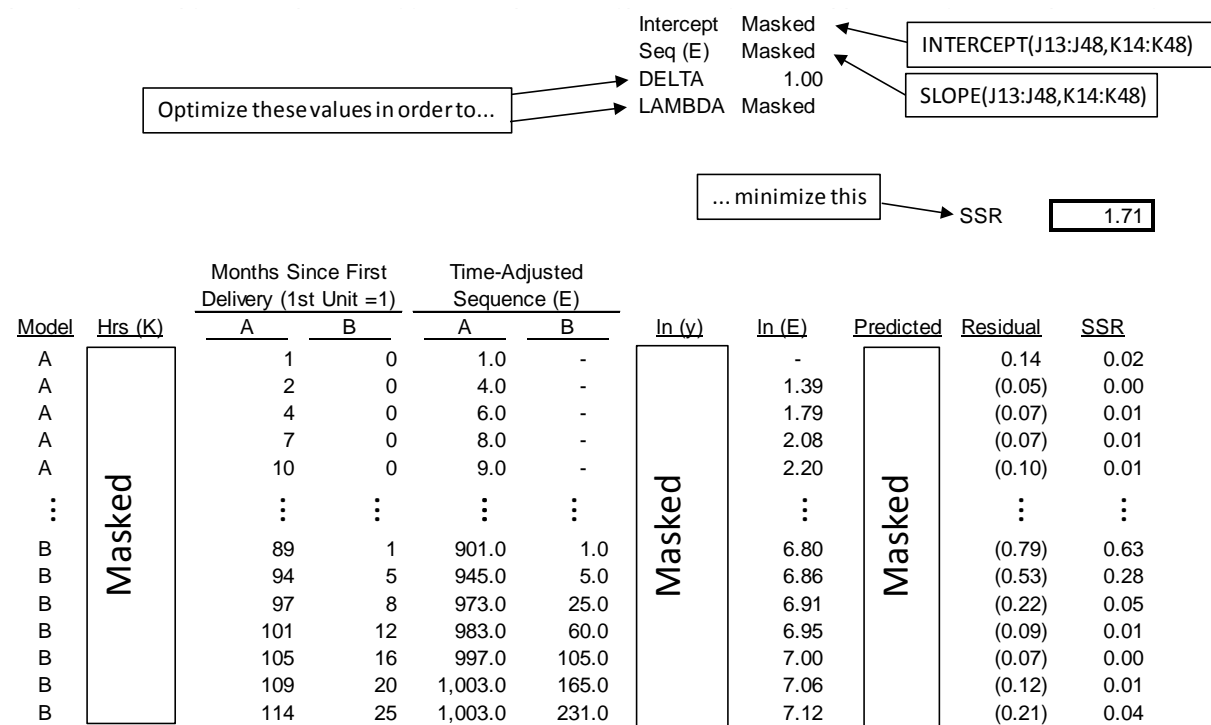 Intercept Masked
INTERCEPT(J13:J48,K14:K48)
Seq (E) Masked
DELTA 1.00
SLOPE(J13:J48,K14:K48)
Optimize these values in order to...
LAMBDA Masked
... minimize this
SSR 1.71
Months Since First Time-Adjusted
Delivery (1st Unit =1) Sequence (E)
Model Hrs (K) A B A B ln (y) ln (E) Predicted Residual SSR
A 1 0 1.0 - - 0.14 0.02
A 2 0 4.0 - 1.39 (0.05) 0.00
A 4 0 6.0 - 1.79 (0.07) 0.01
A 7 0 8.0 - 2.08 (0.07) 0.01
A 10 0 9.0 - 2.20 (0.10) 0.01
Masked Masked Masked
⋮ ⋮ ⋮ ⋮ ⋮ ⋮ ⋮ ⋮
B 89 1 901.0 1.0 6.80 (0.79) 0.63
B 94 5 945.0 5.0 6.86 (0.53) 0.28
B 97 8 973.0 25.0 6.91 (0.22) 0.05
B 101 12 983.0 60.0 6.95 (0.09) 0.01
B 105 16 997.0 105.0 7.00 (0.07) 0.00
B 109 20 1,003.0 165.0 7.06 (0.12) 0.01
B 114 25 1,003.0 231.0 7.12 (0.21) 0.04